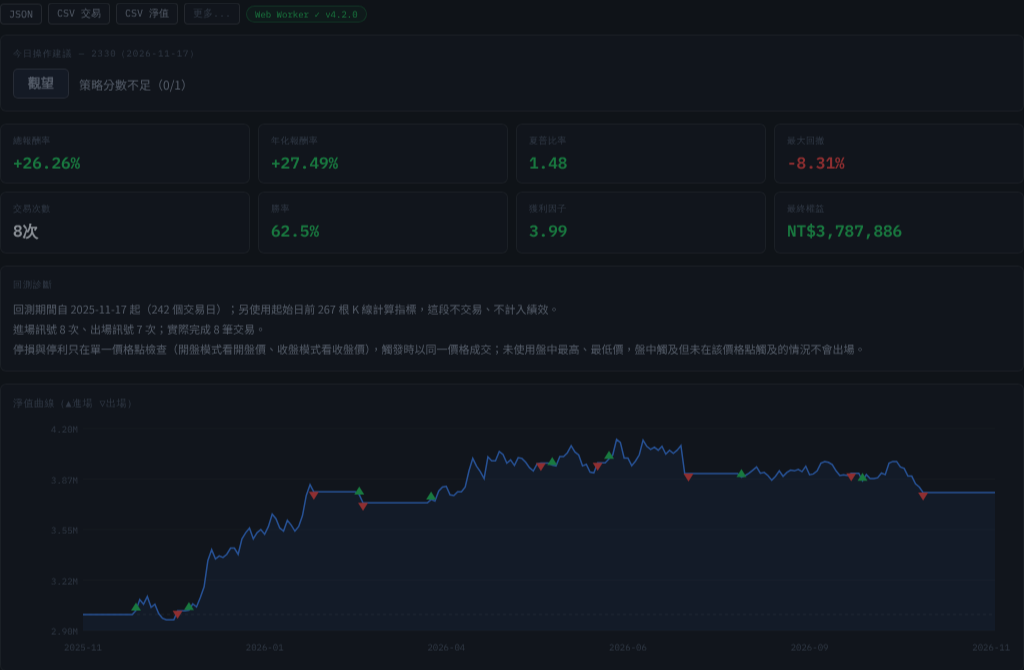 JSON CSV 交易 CSV 淨值 更多... Web Worker ✓ v4.2.0
今日操作建議 — 2330 (2026-11-17)
觀望 策略分數不足（0/1）
總報酬率 年化報酬率 夏普比率 最大回撤
+26.26% +27.49% 1.48 -8.31%
交易次數 勝率 獲利因子 最終權益
8次 62.5% 3.99 NT$3,787,886
回測診斷
回測期間自 2025-11-17 起（242 個交易日）；另使用起始日前 267 根 K 線計算指標，這段不交易、不計入績效。
進場訊號 8 次、出場訊號 7 次；實際完成 8 筆交易。
停損與停利只在單一價格點檢查（開盤模式看開盤價、收盤模式看收盤價），觸發時以同一價格成交；未使用盤中最高、最低價，盤中觸及但未在該價格點觸及的情況不會出場。
淨值曲線 (▲進場 ▽出場)
4.20M
3.87M
3.55M
3.22M
2.90M
2025-11 2026-01 2026-04 2026-06 2026-09 2026-11